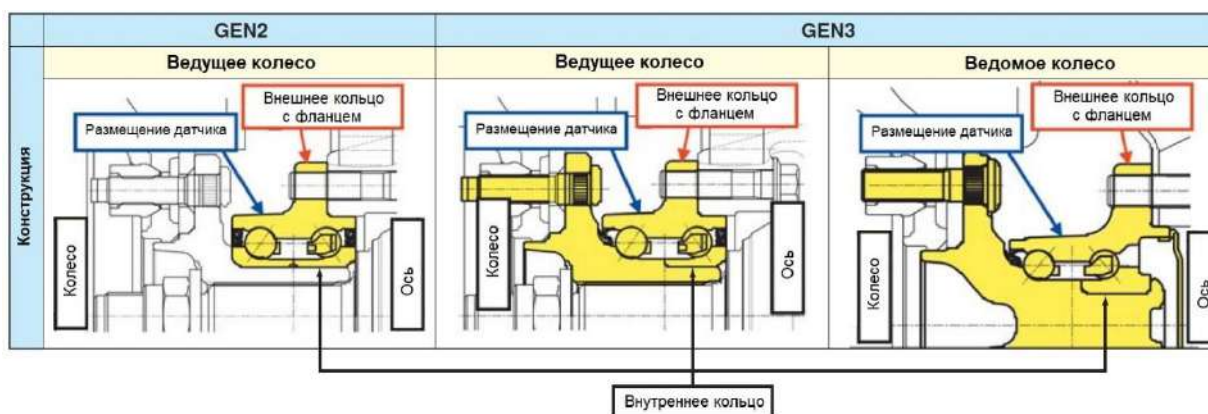 GEN2
GEN3
Ведущее колесо
Ведущее колесо
Ведомое колесо
Конструкция
Внешнее кольцо
с фланцем
Размещение датчика
Колесо
Ось
Внешнее кольцо
с фланцем
Размещение датчика
Колесо
Ось
Внешнее кольцо
с фланцем
Размещение датчика
Колесо
Ось
Внутреннее кольцо